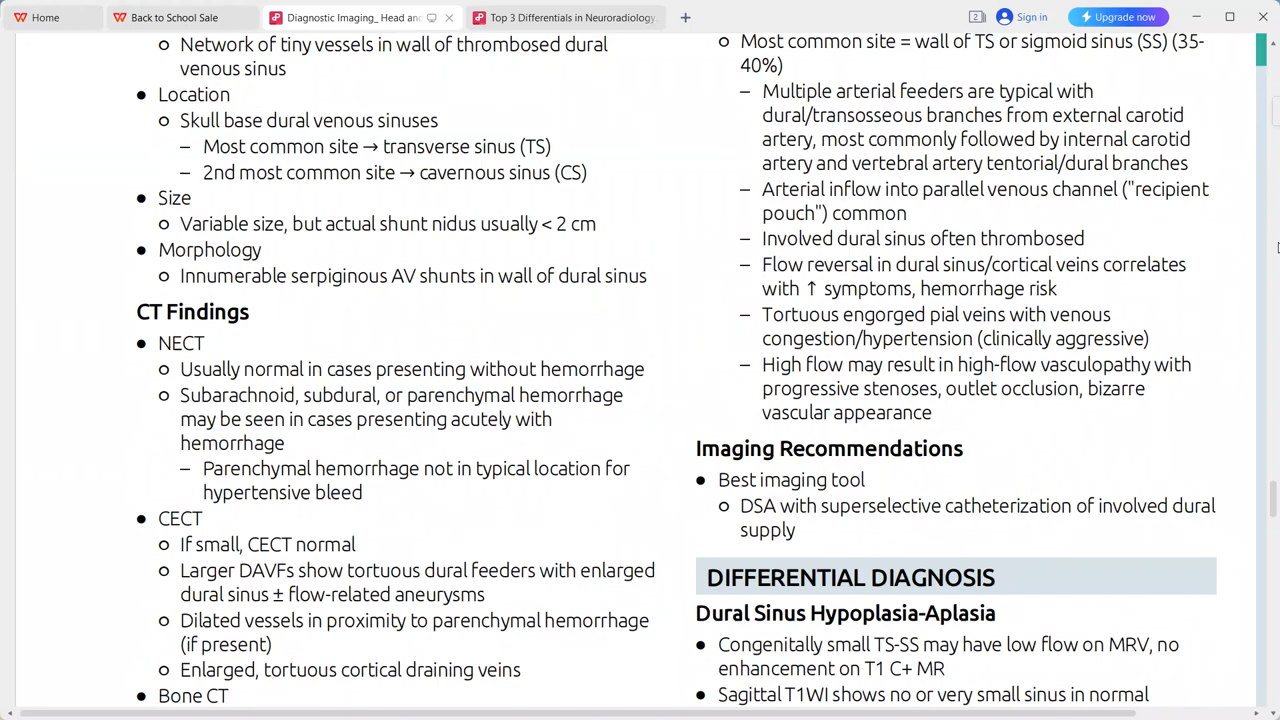 Home
Back to School Sale
Diagnostic Imaging_ Head and
Top 3 Differentials in Neuroradiology.
2
Sign in
Upgrade now
o Network of tiny vessels in wall of thrombosed dural
venous sinus
• Location
o Skull base dural venous sinuses
– Most common site → transverse sinus (TS)
– 2nd most common site → cavernous sinus (CS)
• Size
o Variable size, but actual shunt nidus usually < 2 cm
• Morphology
o Innumerable serpiginous AV shunts in wall of dural sinus
CT Findings
• NECT
o Usually normal in cases presenting without hemorrhage
o Subarachnoid, subdural, or parenchymal hemorrhage
may be seen in cases presenting acutely with
hemorrhage
– Parenchymal hemorrhage not in typical location for
hypertensive bleed
• CECT
o If small, CECT normal
o Larger DAVFs show tortuous dural feeders with enlarged
dural sinus ± flow-related aneurysms
o Dilated vessels in proximity to parenchymal hemorrhage
(if present)
o Enlarged, tortuous cortical draining veins
• Bone CT
o Most common site = wall of TS or sigmoid sinus (SS) (35-
40%)
– Multiple arterial feeders are typical with
dural/transosseous branches from external carotid
artery, most commonly followed by internal carotid
artery and vertebral artery tentorial/dural branches
– Arterial inflow into parallel venous channel ("recipient
pouch") common
– Involved dural sinus often thrombosed
– Flow reversal in dural sinus/cortical veins correlates
with ↑ symptoms, hemorrhage risk
– Tortuous engorged pial veins with venous
congestion/hypertension (clinically aggressive)
– High flow may result in high-flow vasculopathy with
progressive stenoses, outlet occlusion, bizarre
vascular appearance
Imaging Recommendations
• Best imaging tool
o DSA with superselective catheterization of involved dural
supply
DIFFERENTIAL DIAGNOSIS
Dural Sinus Hypoplasia-Aplasia
• Congenitally small TS-SS may have low flow on MRV, no
enhancement on T1 C+ MR
• Sagittal T1WI shows no or very small sinus in normal